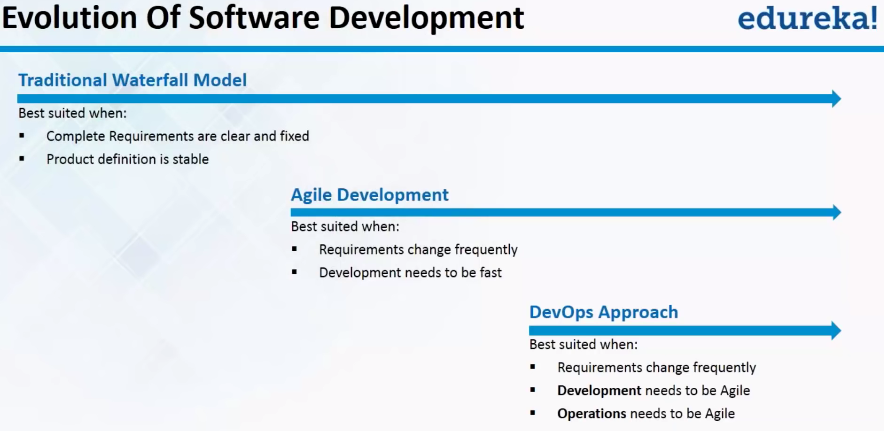 Evolution Of Software Development
edureka!
Traditional Waterfall Model
Best suited when:
▪ Complete Requirements are clear and fixed
▪ Product definition is stable
Agile Development
Best suited when:
▪ Requirements change frequently
▪ Development needs to be fast
DevOps Approach
Best suited when:
▪ Requirements change frequently
▪ Development needs to be Agile
▪ Operations needs to be Agile